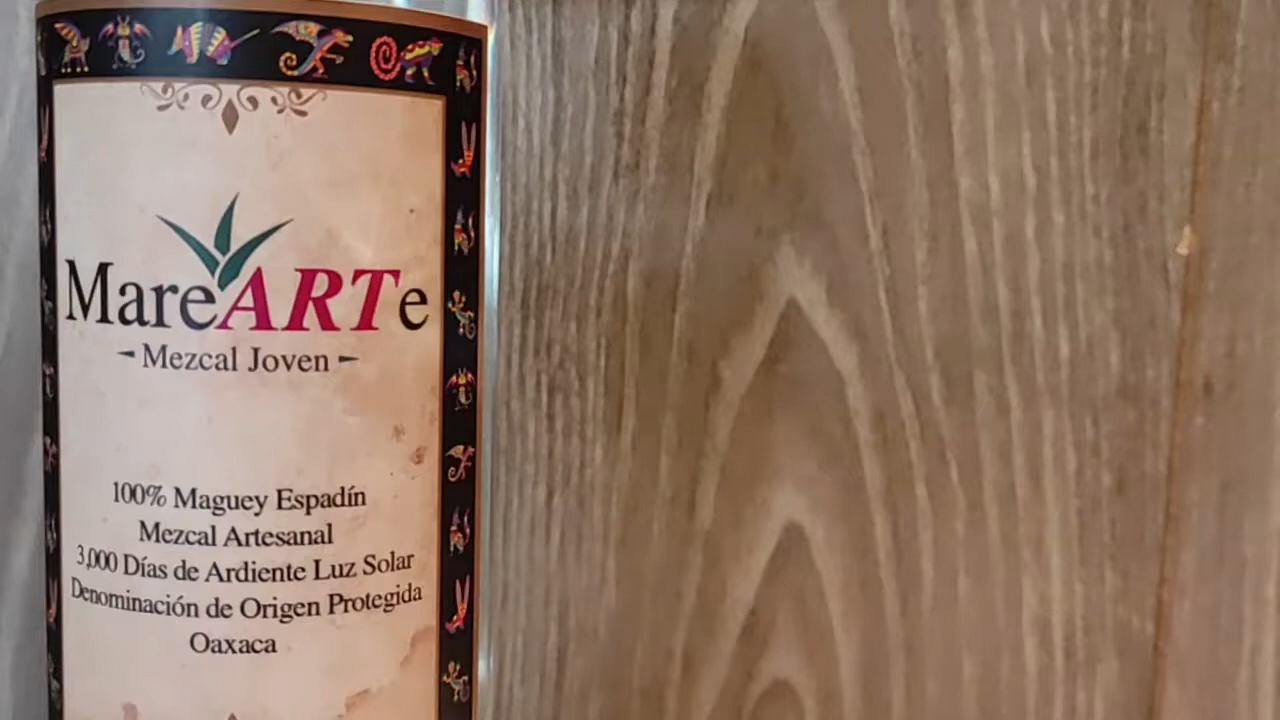 MareARTe
- Mezcal Joven -
100% Maguey Espadín
Mezcal Artesanal
3,000 Días de Ardiente Luz Solar
Denominación de Origen Protegida
Oaxaca